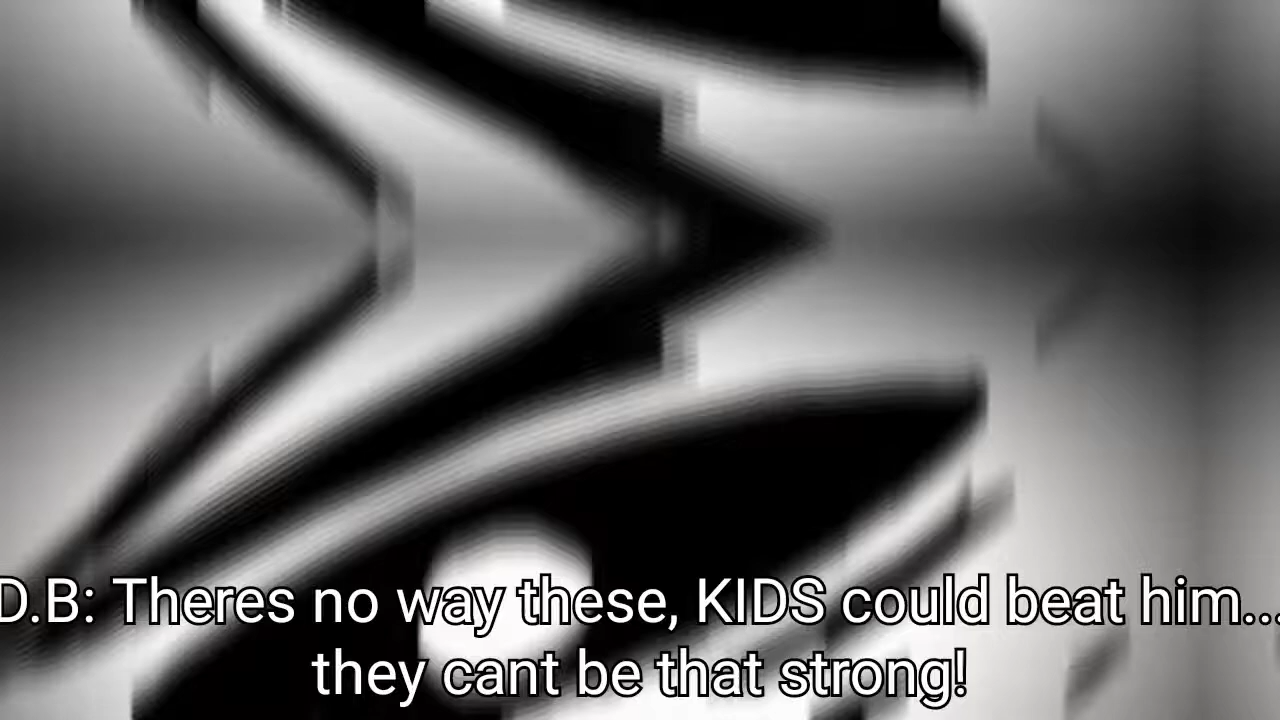 D.B: Theres no way these, KIDS could beat him...
they cant be that strong!